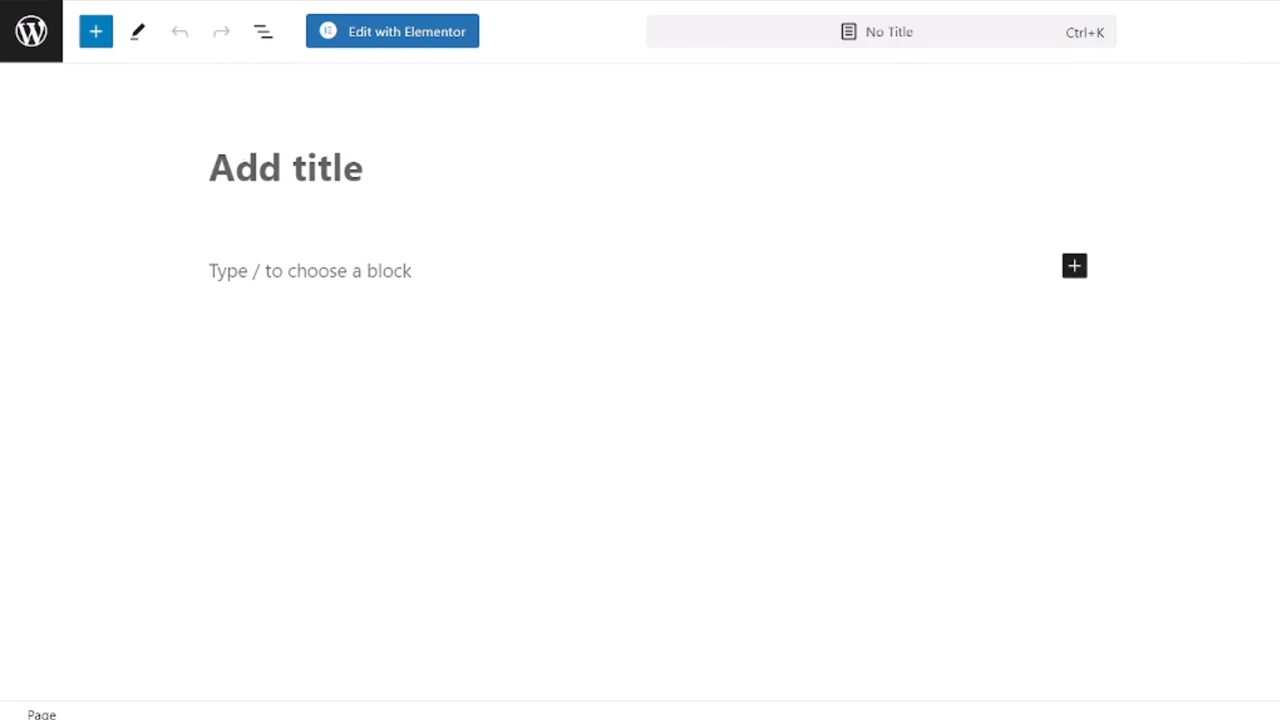 Edit with Elementor
No Title
Ctrl+K
Add title
Type / to choose a block
Page